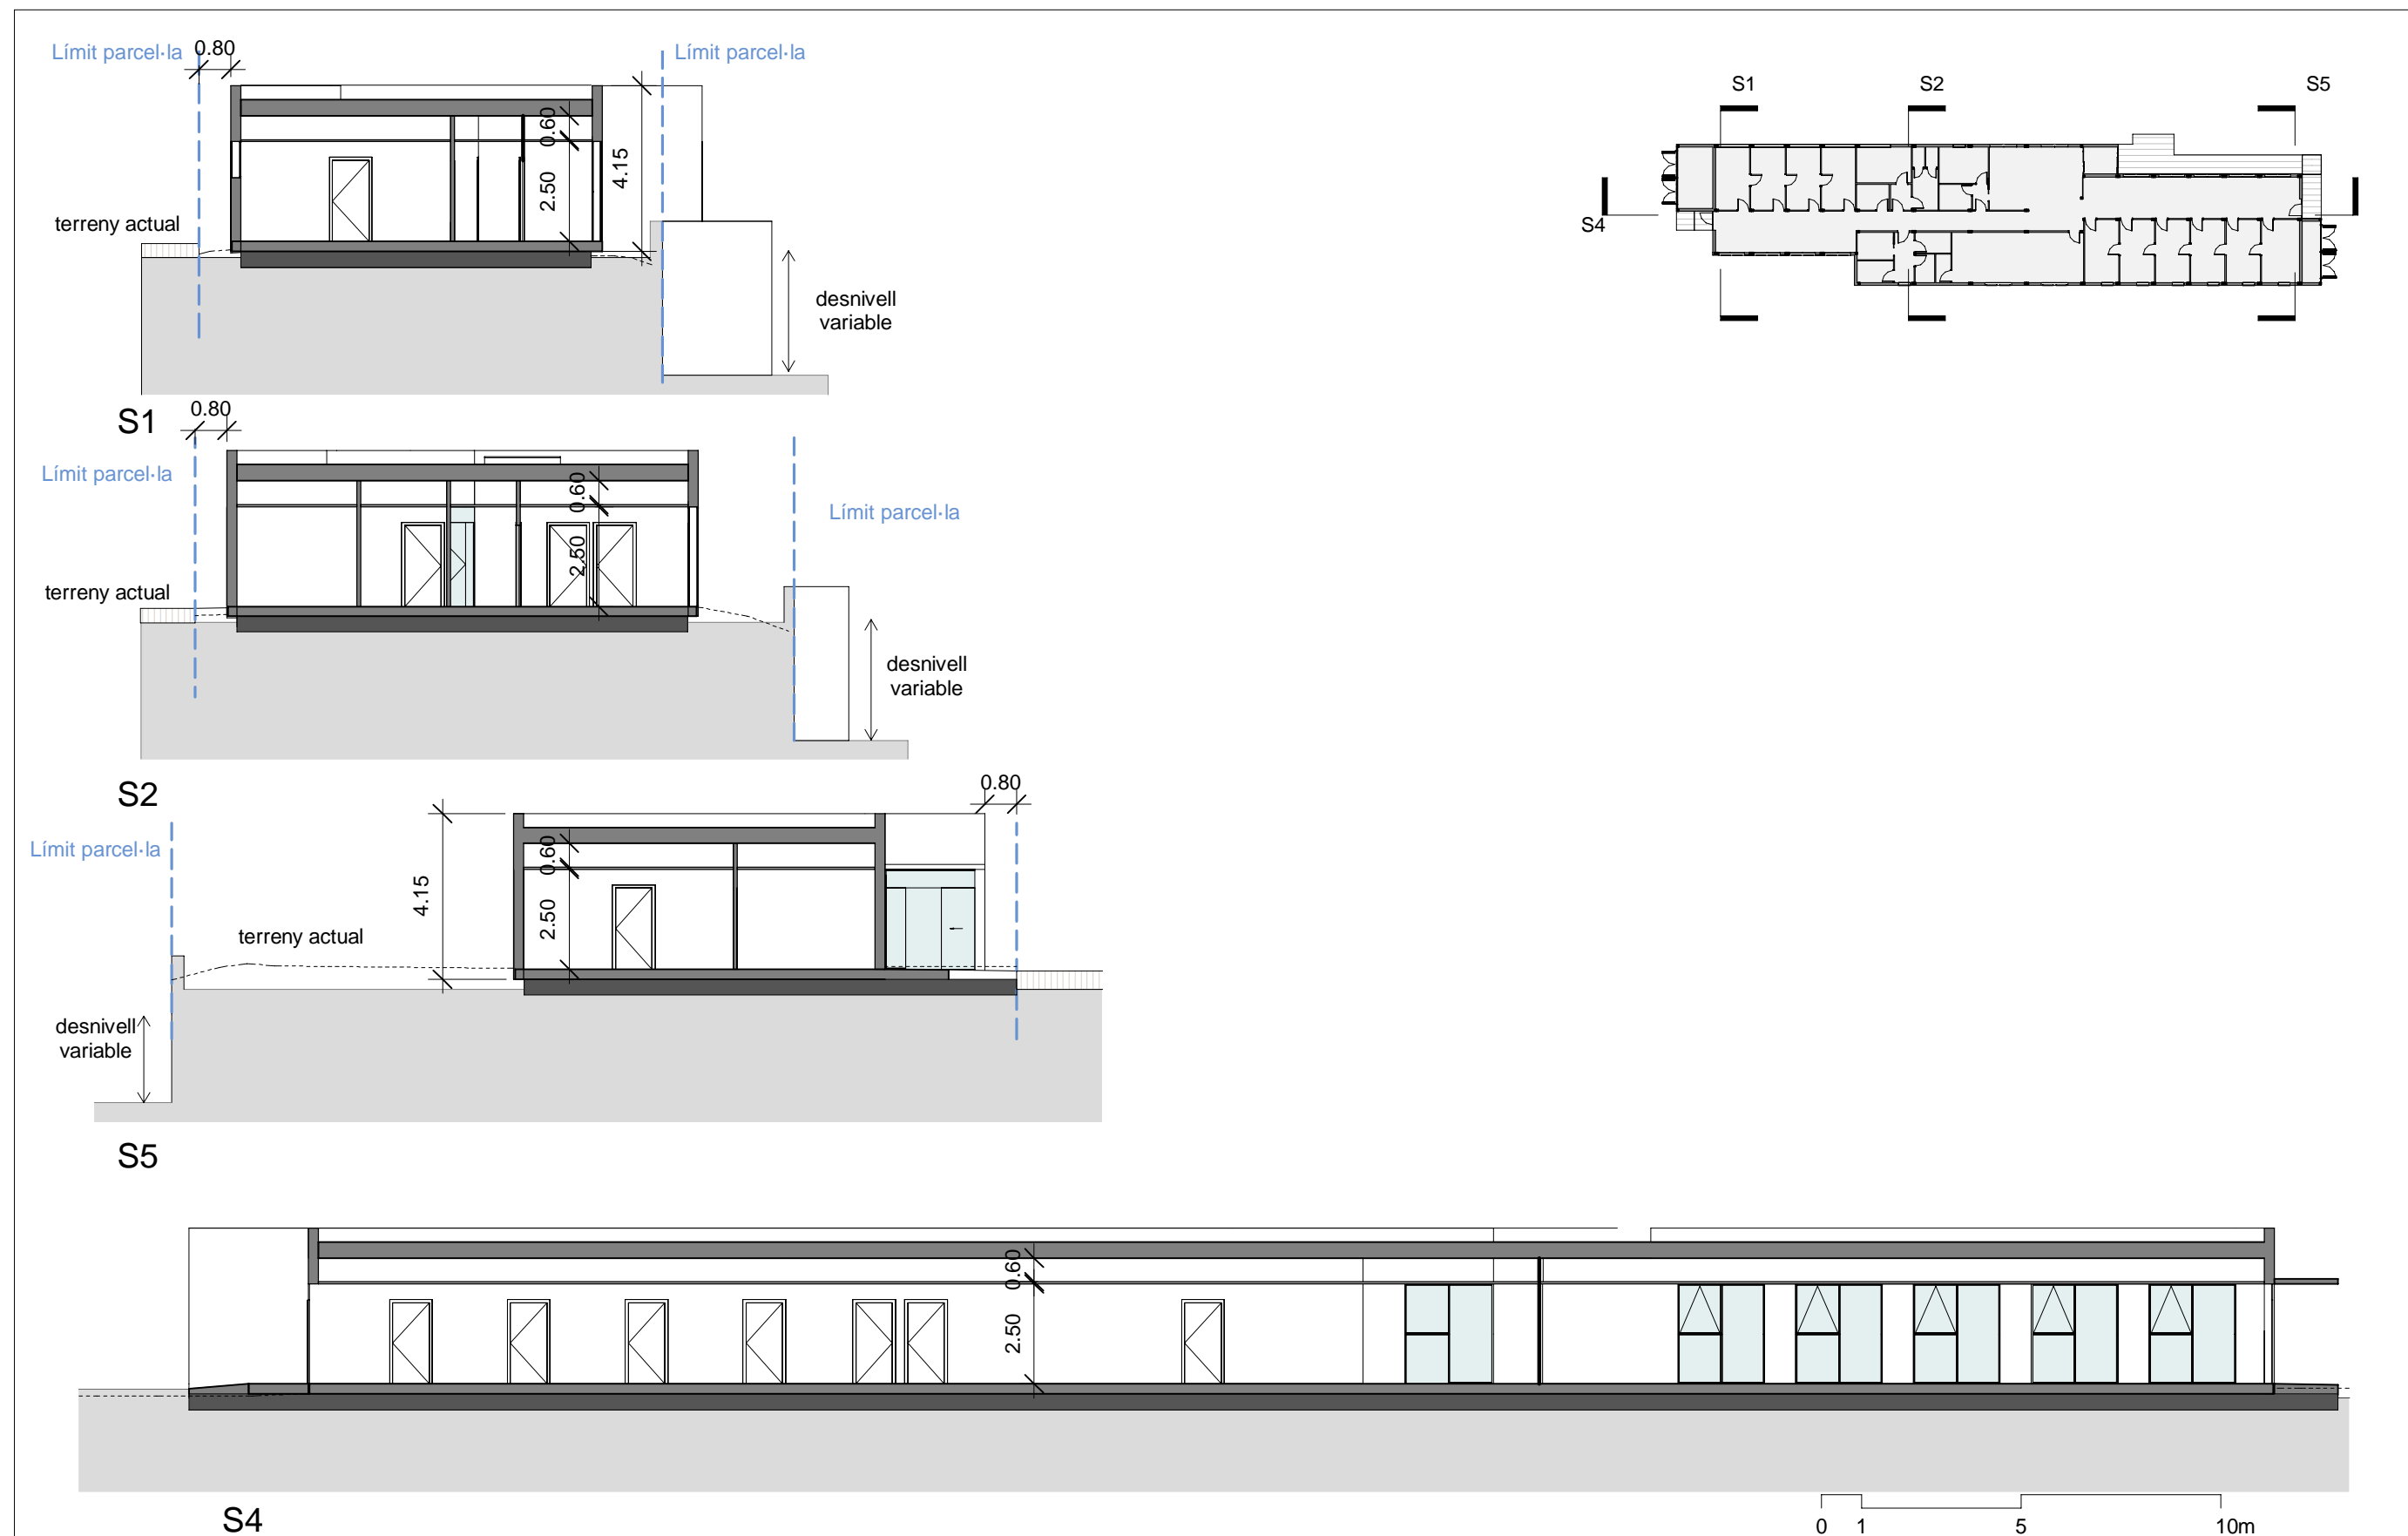 Límit parcel·la
0.80
Límit parcel·la
0.60
2.50
4.15
terreny actual
desnivell
variable
S1
S1
S2
S5
S4
0.80
Límit parcel·la
0.60
2.50
Límit parcel·la
terreny actual
desnivell
variable
S2
0.80
Límit parcel·la
0.60
2.50
4.15
terreny actual
desnivell
variable
S5
0.60
2.50
S4
0 1 5 10m